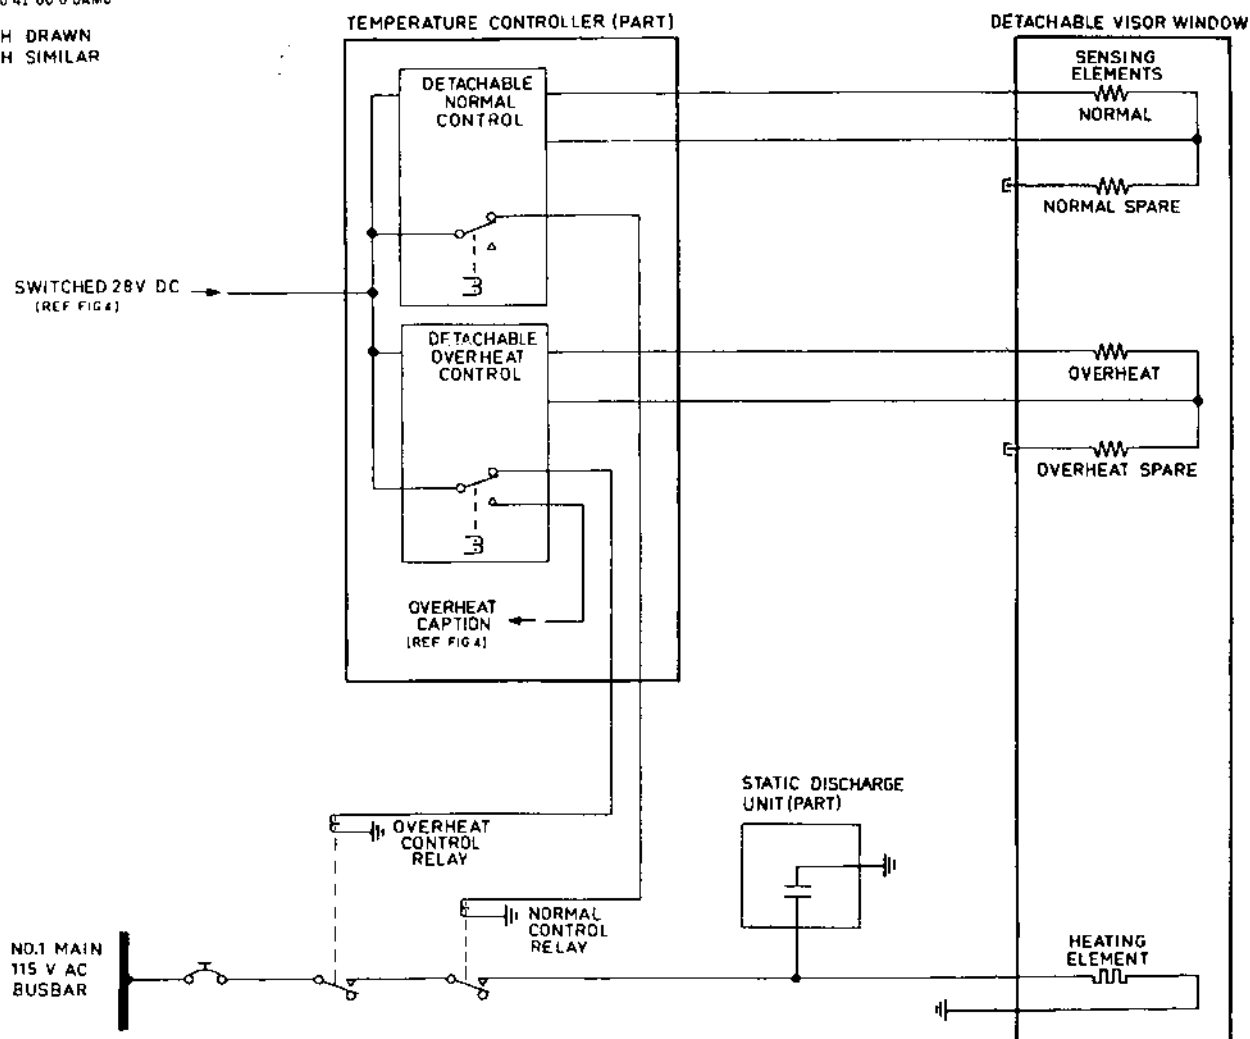 H DRAWN
H SIMILAR
TEMPERATURE CONTROLLER (PART)
DETACHABLE VISOR WINDOW
DETACHABLE
NORMAL
CONTROL
SENSING
ELEMENTS
NORMAL
NORMAL SPARE
SWITCHED 28V DC
(REF FIG 4)
DETACHABLE
OVERHEAT
CONTROL
OVERHEAT
OVERHEAT SPARE
OVERHEAT
CAPTION
(REF FIG 4)
STATIC DISCHARGE
UNIT (PART)
OVERHEAT
CONTROL
RELAY
NORMAL
CONTROL
RELAY
NO.1 MAIN
115 V AC
BUSBAR
HEATING
ELEMENT